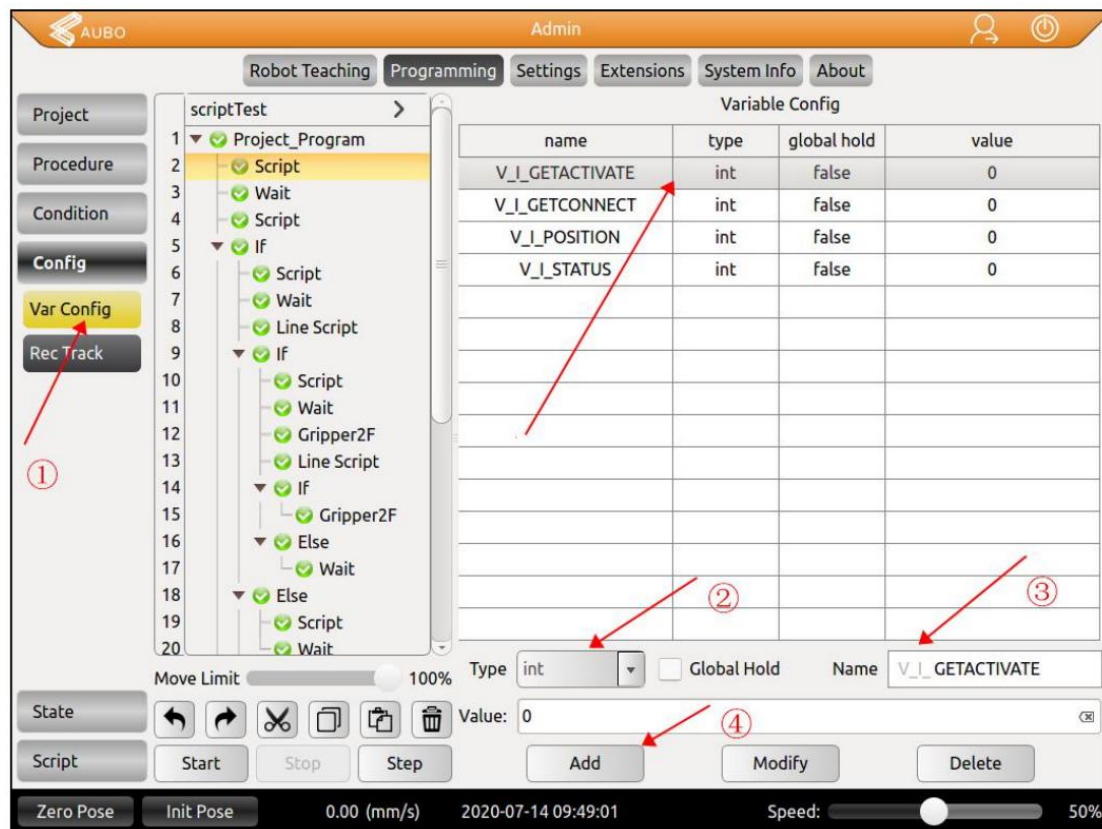 AUBO
Admin
Robot Teaching Programming Settings Extensions System Info About
Project
Procedure
Condition
Config
Var Config
Rec Track
①
State
Script
scriptTest
1 Project_Program
2 Script
3 Wait
4 Script
5 If
6 Script
7 Wait
8 Line Script
9 If
10 Script
11 Wait
12 Gripper2F
13 Line Script
14 If
15 Gripper2F
16 Else
17 Wait
18 Else
19 Script
20 Wait
Move Limit 100%
Start Stop Step
Variable Config
name type global hold value
V_I_GETACTIVATE int false 0
V_I_GETCONNECT int false 0
V_I_POSITION int false 0
V_I_STATUS int false 0
② ③
Type int Global Hold Name V_I_ GETACTIVATE
Value: 0
④
Add Modify Delete
Zero Pose Init Pose 0.00 (mm/s) 2020-07-14 09:49:01 Speed: 50%